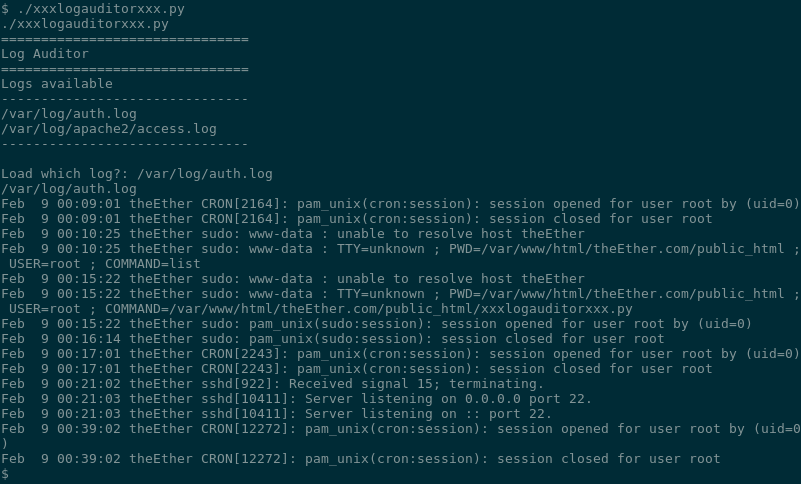 $ ./xxxlogauditorxxx.py
./xxxlogauditorxxx.py
===============================
Log Auditor
===============================
Logs available
-------------------------------
/var/log/auth.log
/var/log/apache2/access.log
-------------------------------

Load which log?: /var/log/auth.log
/var/log/auth.log
Feb  9 00:09:01 theEther CRON[2164]: pam_unix(cron:session): session opened for user root by (uid=0)
Feb  9 00:09:01 theEther CRON[2164]: pam_unix(cron:session): session closed for user root
Feb  9 00:10:25 theEther sudo: www-data : unable to resolve host theEther
Feb  9 00:10:25 theEther sudo: www-data : TTY=unknown ; PWD=/var/www/html/theEther.com/public_html ;
 USER=root ; COMMAND=list
Feb  9 00:15:22 theEther sudo: www-data : unable to resolve host theEther
Feb  9 00:15:22 theEther sudo: www-data : TTY=unknown ; PWD=/var/www/html/theEther.com/public_html ;
 USER=root ; COMMAND=/var/www/html/theEther.com/public_html/xxxlogauditorxxx.py
Feb  9 00:15:22 theEther sudo: pam_unix(sudo:session): session opened for user root by (uid=0)
Feb  9 00:16:14 theEther sudo: pam_unix(sudo:session): session closed for user root
Feb  9 00:17:01 theEther CRON[2243]: pam_unix(cron:session): session opened for user root by (uid=0)
Feb  9 00:17:01 theEther CRON[2243]: pam_unix(cron:session): session closed for user root
Feb  9 00:21:02 theEther sshd[922]: Received signal 15; terminating.
Feb  9 00:21:03 theEther sshd[10411]: Server listening on 0.0.0.0 port 22.
Feb  9 00:21:03 theEther sshd[10411]: Server listening on :: port 22.
Feb  9 00:39:02 theEther CRON[12272]: pam_unix(cron:session): session opened for user root by (uid=0
)
Feb  9 00:39:02 theEther CRON[12272]: pam_unix(cron:session): session closed for user root
$